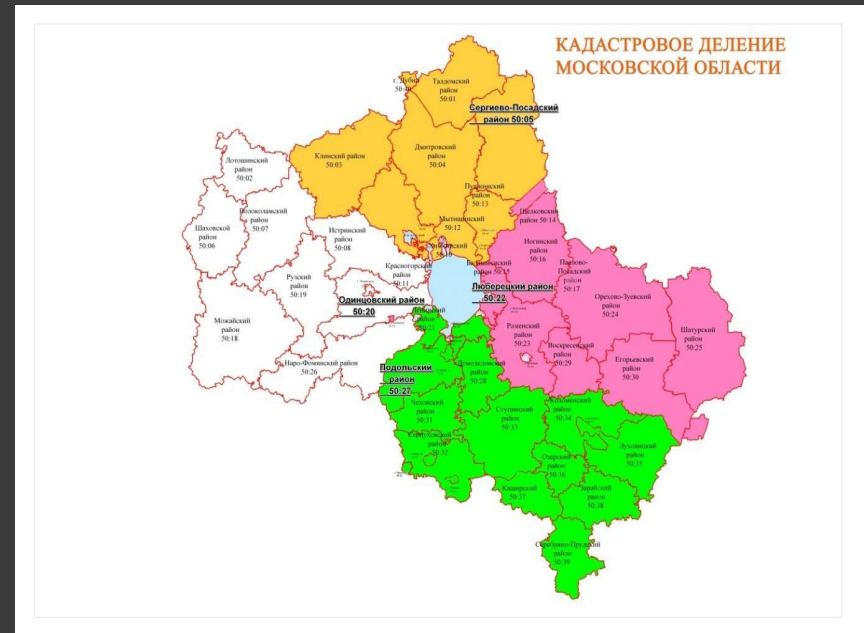 КАДАСТРОВОЕ ДЕЛЕНИЕ
МОСКОВСКОЙ ОБЛАСТИ
Талдомский
район
50:01
г. Дубна
Сергиево-Посадский
район 50:05
Дмитровский
район
50:04
Клинский район
50:03
Лотошинский
район
50:02
Пушкинский
район
50:13
Мытищинский
50:12
Волоколамский
район
50:07
Шаховской
район
50:06
Истринский
район
50:08
Щелковский
район 50:14
Ногинский
район
50:16
Красногорский
район
50:11
район 50:15
Павлово-
Посадский
район
50:17
Рузский
район
50:19
Люберецкий район
50:22
Одинцовский район
50:20
Орехово-Зуевский
район
50:24
Можайский
район
50:18
район
50:21
Раменский
район
50:23
Шатурский
район
50:25
Воскресенский
район
50:29
Егорьевский
район
50:30
Наро-Фоминский район
50:26
Подольский
район
50:27
Домодедовский
район
50:28
Чеховский
район
50:31
Ступинский
район
50:33
Коломенский
район
50:34
Серпуховской
район
50:32
Луховицкий
район
50:35
Озерский
район
50:36
Каширский
50:37
Зарайский
район
50:38
Серебряно-Прудский
район
50:39